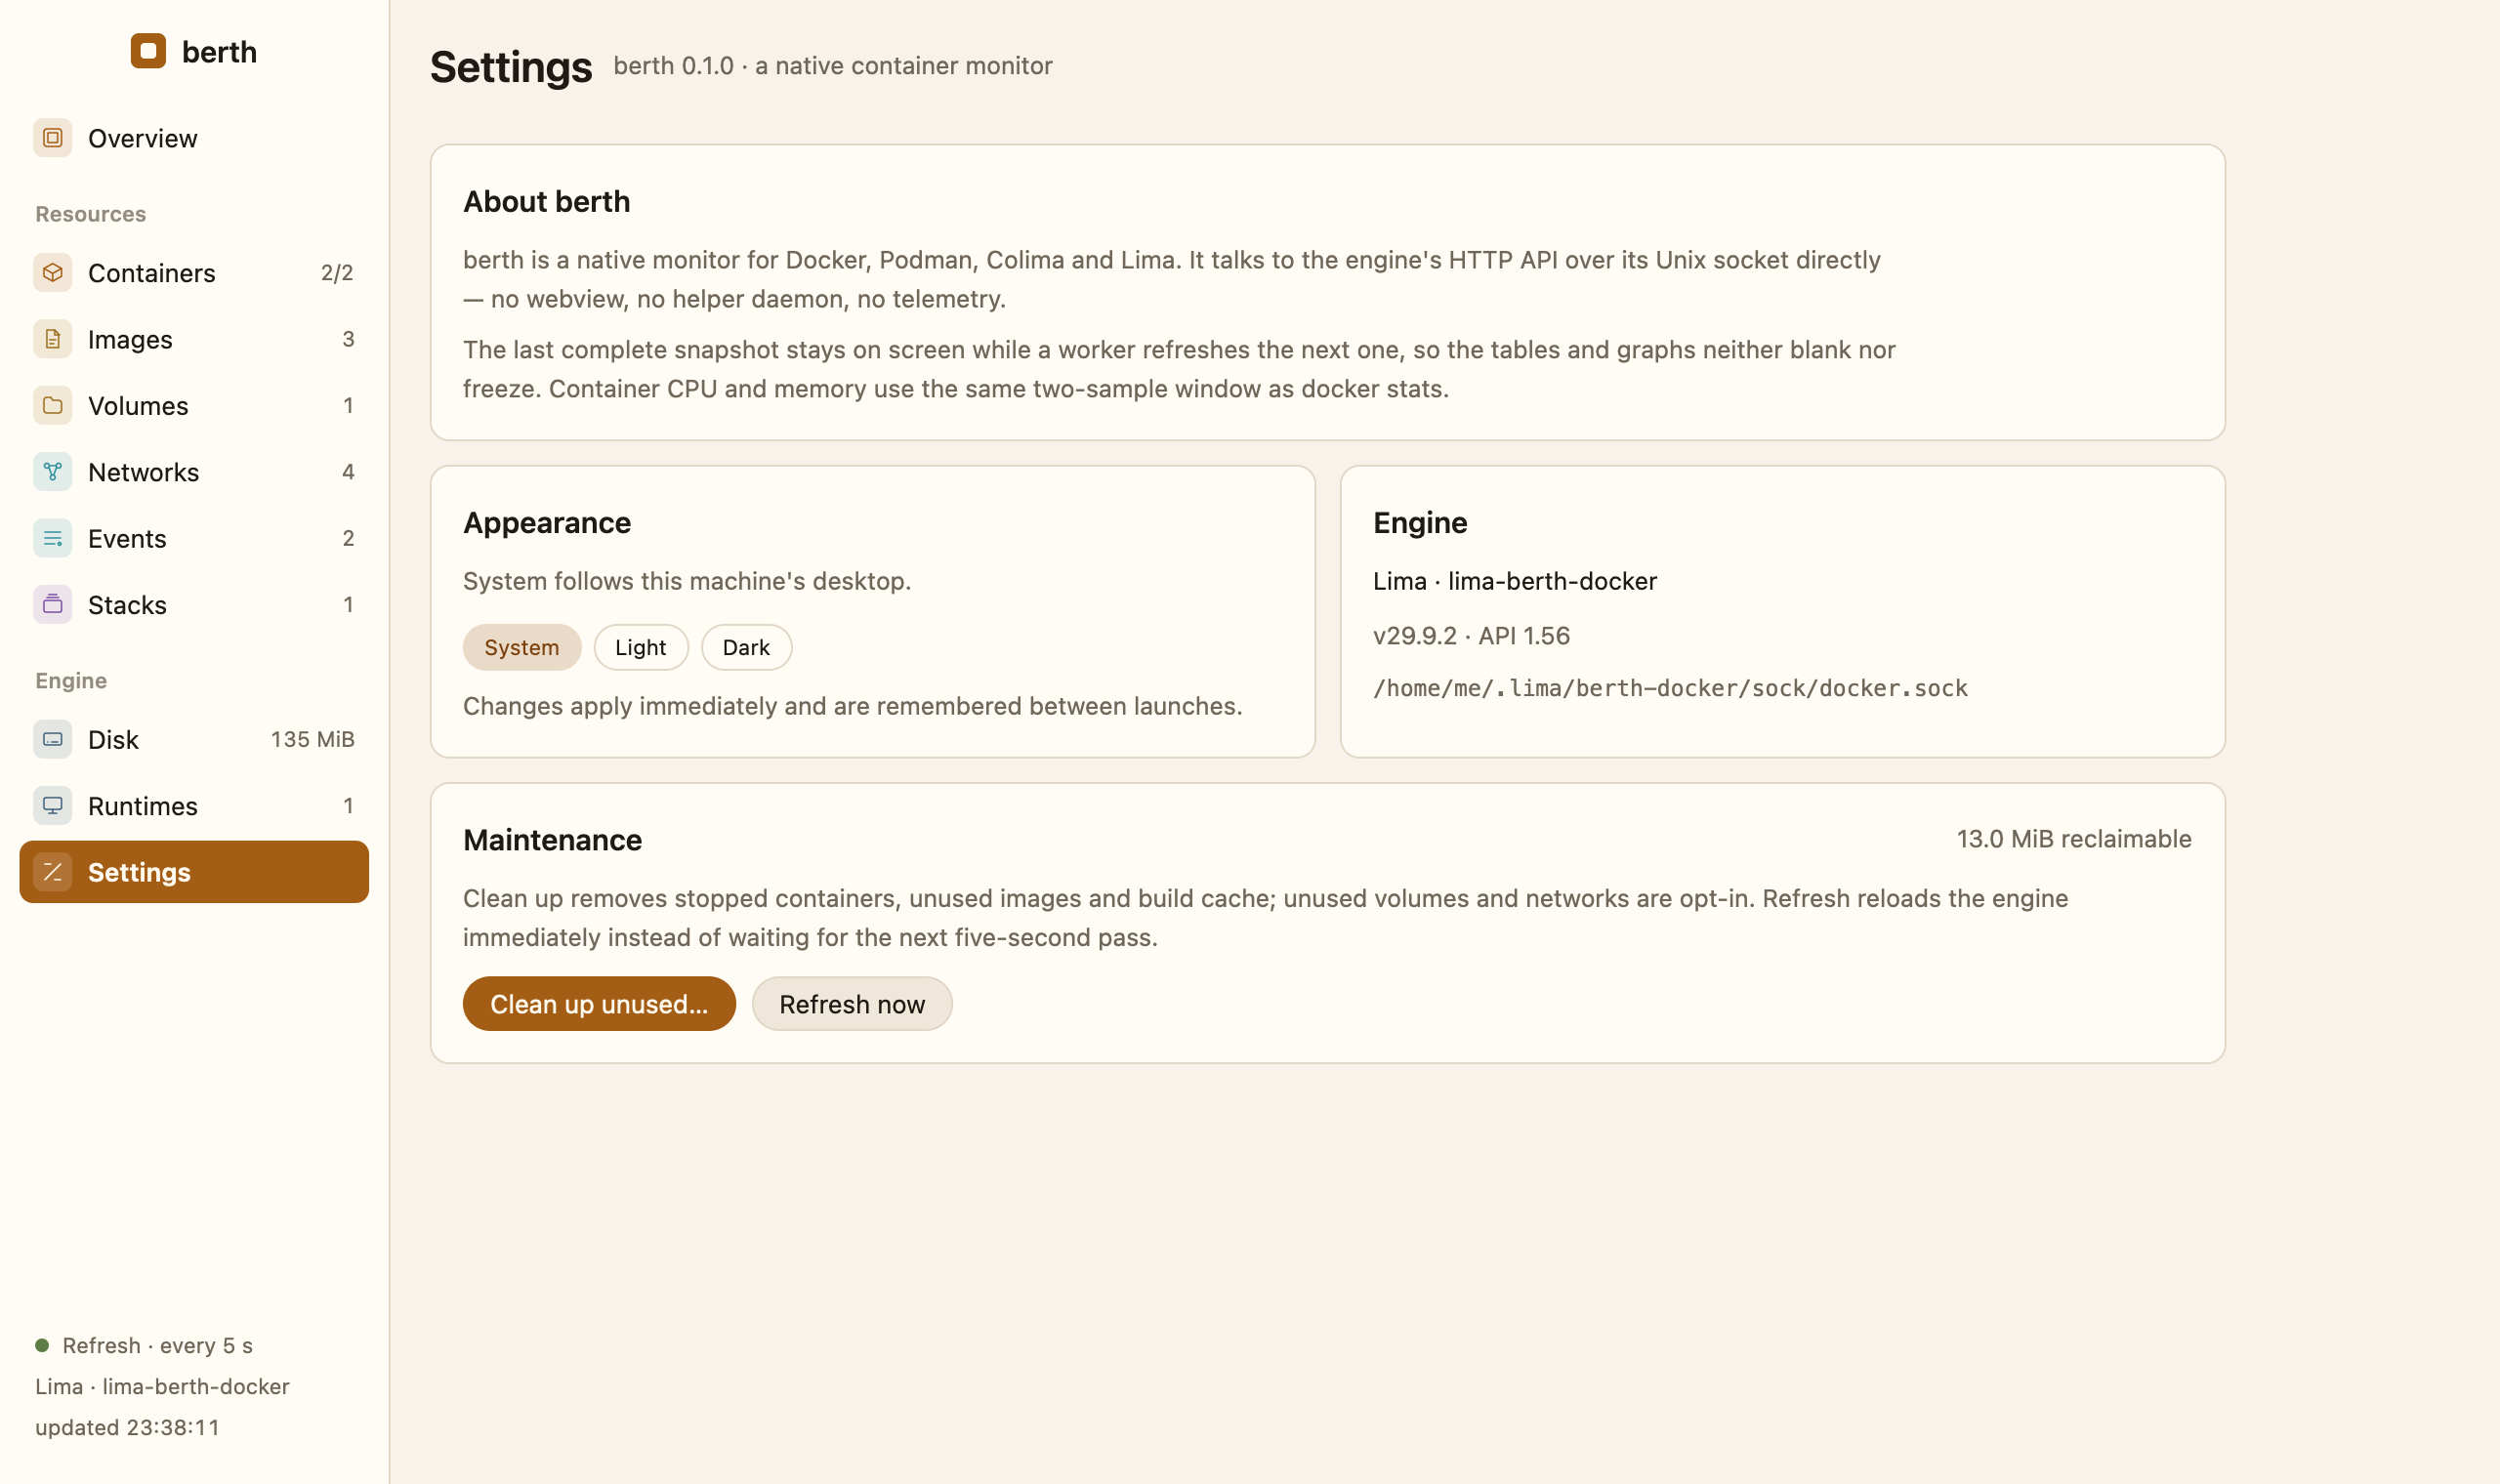 berth
Overview
Resources
Containers 2/2
Images 3
Volumes 1
Networks 4
Events 2
Stacks 1
Engine
Disk 135 MiB
Runtimes 1
Settings
Refresh · every 5 s
Lima · lima-berth-docker
updated 23:38:11
Settings berth 0.1.0 · a native container monitor
About berth
berth is a native monitor for Docker, Podman, Colima and Lima. It talks to the engine's HTTP API over its Unix socket directly
— no webview, no helper daemon, no telemetry.
The last complete snapshot stays on screen while a worker refreshes the next one, so the tables and graphs neither blank nor
freeze. Container CPU and memory use the same two-sample window as docker stats.
Appearance
System follows this machine's desktop.
System Light Dark
Changes apply immediately and are remembered between launches.
Engine
Lima · lima-berth-docker
v29.9.2 · API 1.56
/home/me/.lima/berth-docker/sock/docker.sock
Maintenance 13.0 MiB reclaimable
Clean up removes stopped containers, unused images and build cache; unused volumes and networks are opt-in. Refresh reloads the engine
immediately instead of waiting for the next five-second pass.
Clean up unused... Refresh now